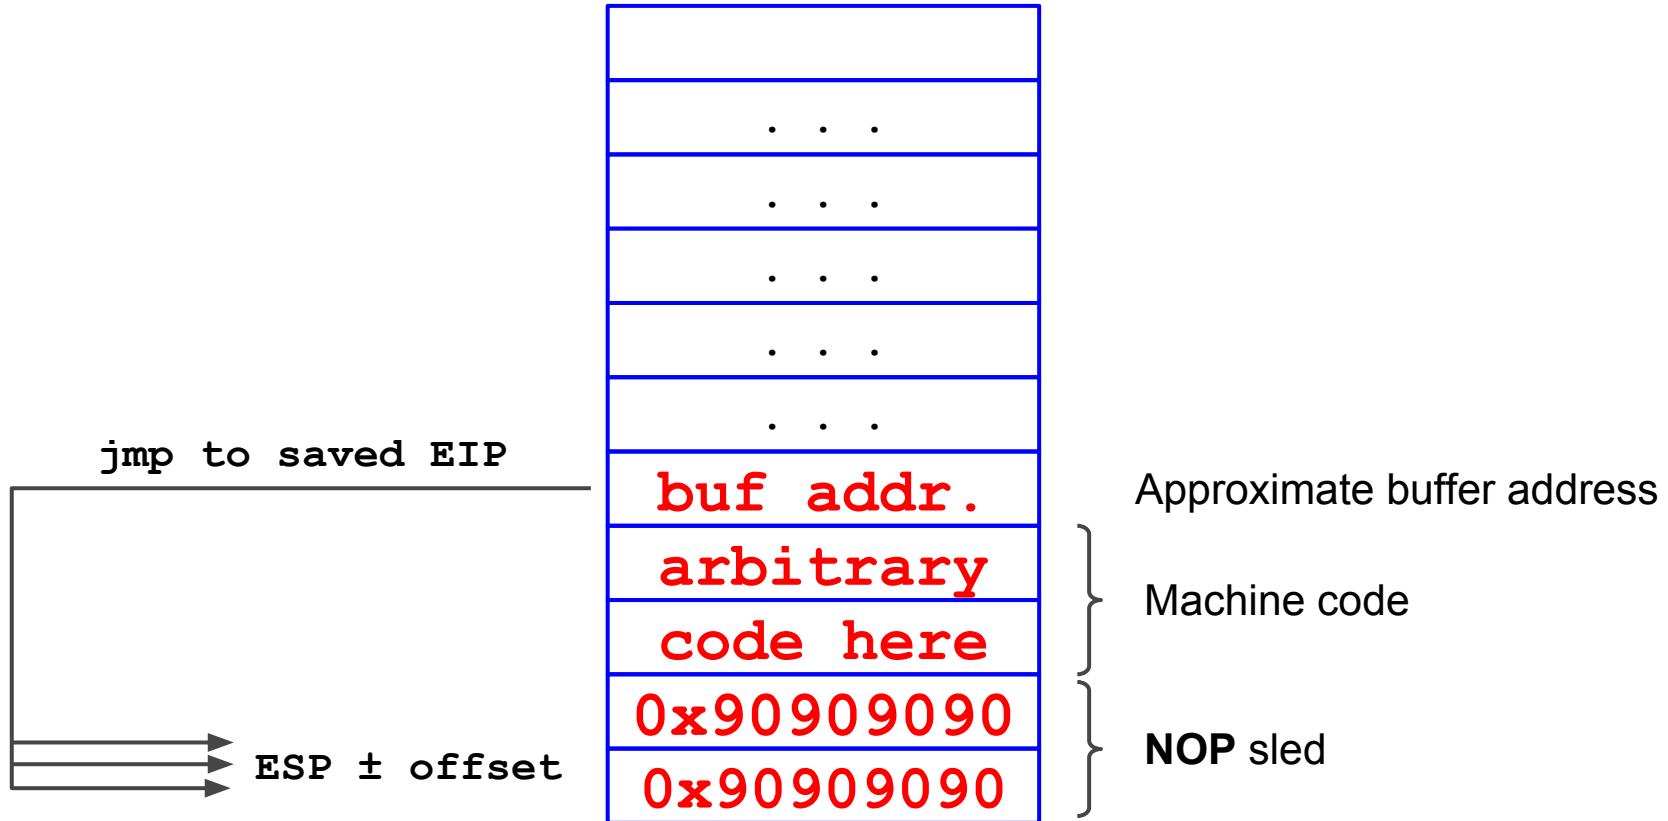 . . .
. . .
. . .
. . .
. . .
jmp to saved EIP
buf addr.
Approximate buffer address
arbitrary
code here
Machine code
0x90909090
0x90909090
NOP sled
ESP ± offset